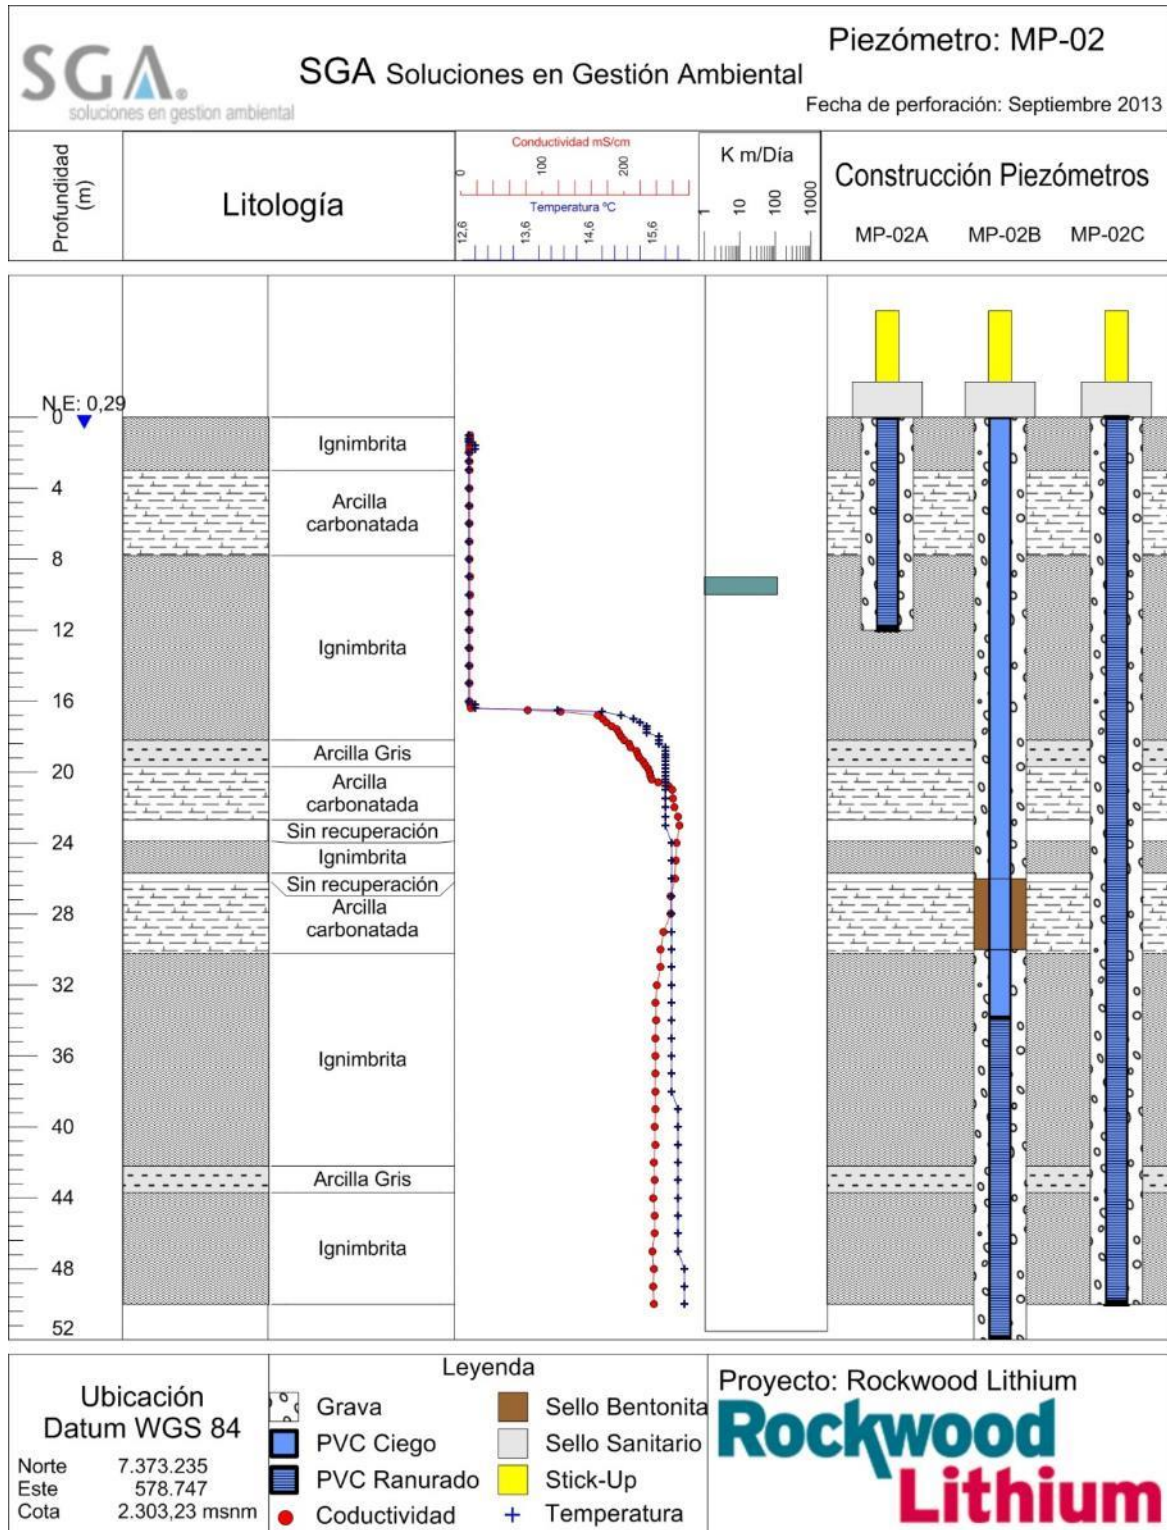 SGA®
soluciones en gestion ambiental
SGA Soluciones en Gestión Ambiental
Piezómetro: MP-02
Fecha de perforación: Septiembre 2013
Profundidad
(m)
Litología
Conductividad mS/cm
0 100 200
Temperatura ºC
12,6 13,6 14,6 15,6
K m/Día
1 10 100 1000
Construcción Piezómetros
MP-02A MP-02B MP-02C
N.E: 0,29
0
Ignimbrita
4
Arcilla
carbonatada
8
12
Ignimbrita
16
Arcilla Gris
20
Arcilla
carbonatada
Sin recuperación
24
Ignimbrita
Sin recuperación
28
Arcilla
carbonatada
32
36
Ignimbrita
40
Arcilla Gris
44
Ignimbrita
48
52
Ubicación
Datum WGS 84
Norte 7.373.235
Este 578.747
Cota 2.303,23 msnm
Leyenda
Grava
PVC Ciego
PVC Ranurado
Coductividad
Sello Bentonita
Sello Sanitario
Stick-Up
Temperatura
Proyecto: Rockwood Lithium
Rockwood
Lithium